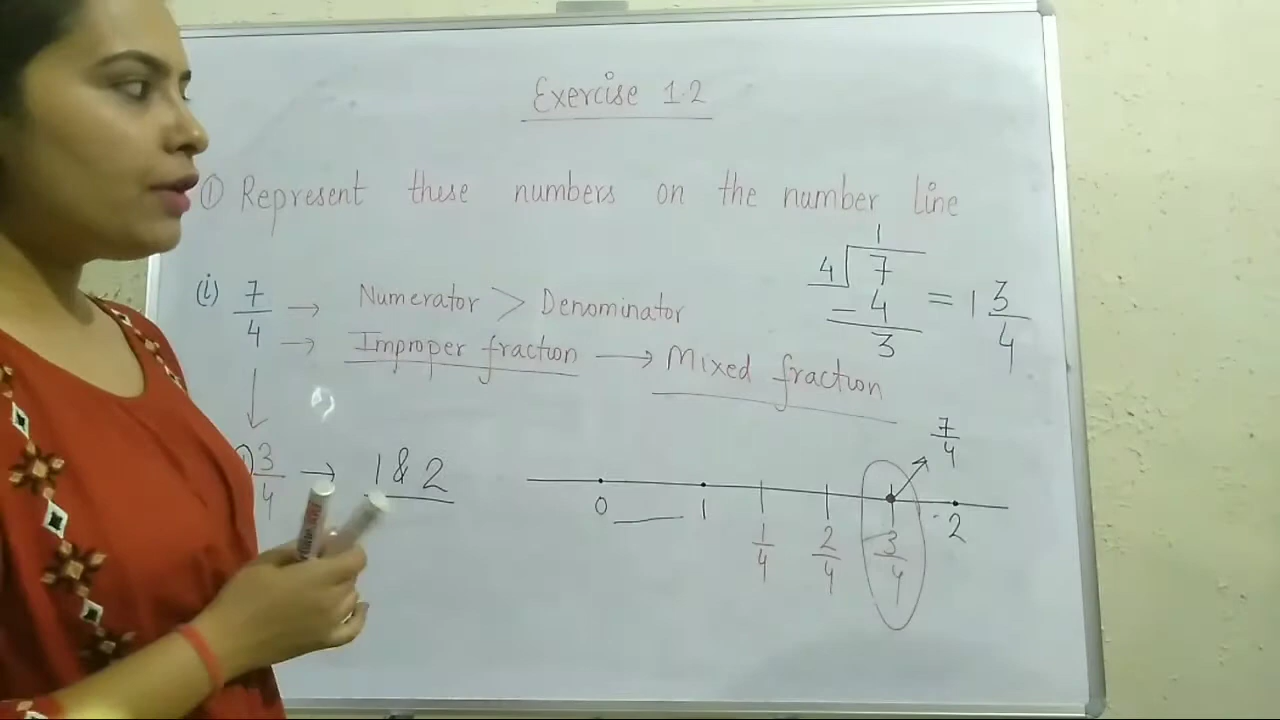 Exercise 1.2
① Represent these numbers on the number line
(i) 7/4 → Numerator > Denominator
→ Improper fraction → Mixed fraction
1
4 7 = 1 3/4
- 4
3
7/4
3/4 → 1 & 2
0 1 2
1/4 2/4 3/4